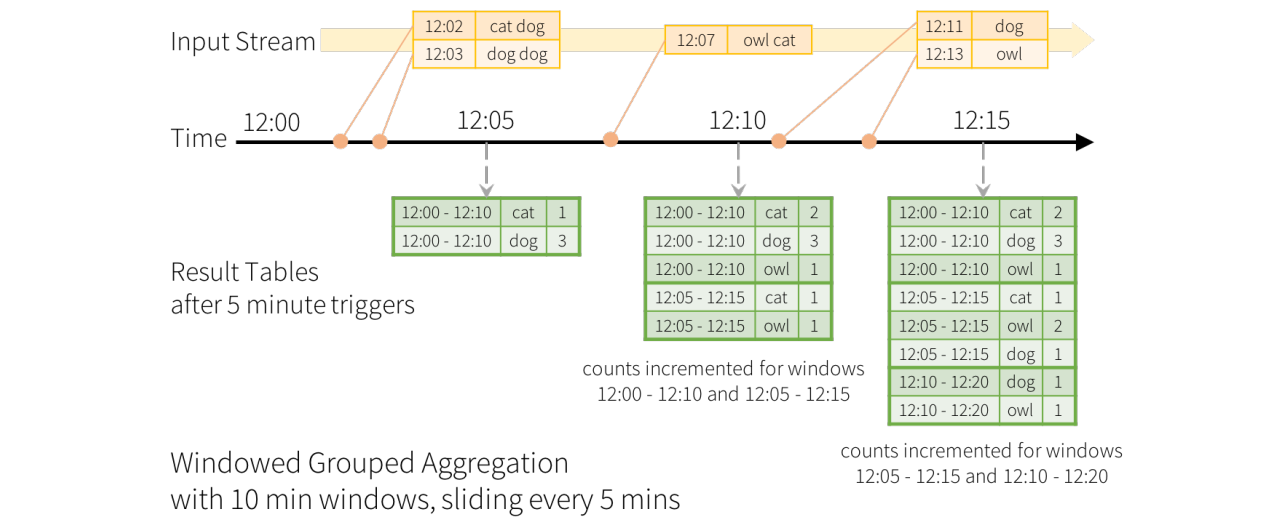 Input Stream
12:02 cat dog
12:03 dog dog
12:07 owl cat
12:11 dog
12:13 owl
Time
12:00
12:05
12:10
12:15
Result Tables
after 5 minute triggers
12:00 - 12:10 cat 1
12:00 - 12:10 dog 3
12:00 - 12:10 cat 2
12:00 - 12:10 dog 3
12:00 - 12:10 owl 1
12:05 - 12:15 cat 1
12:05 - 12:15 owl 1
counts incremented for windows
12:00 - 12:10 and 12:05 - 12:15
12:00 - 12:10 cat 2
12:00 - 12:10 dog 3
12:00 - 12:10 owl 1
12:05 - 12:15 cat 1
12:05 - 12:15 owl 2
12:05 - 12:15 dog 1
12:10 - 12:20 dog 1
12:10 - 12:20 owl 1
counts incremented for windows
12:05 - 12:15 and 12:10 - 12:20
Windowed Grouped Aggregation
with 10 min windows, sliding every 5 mins